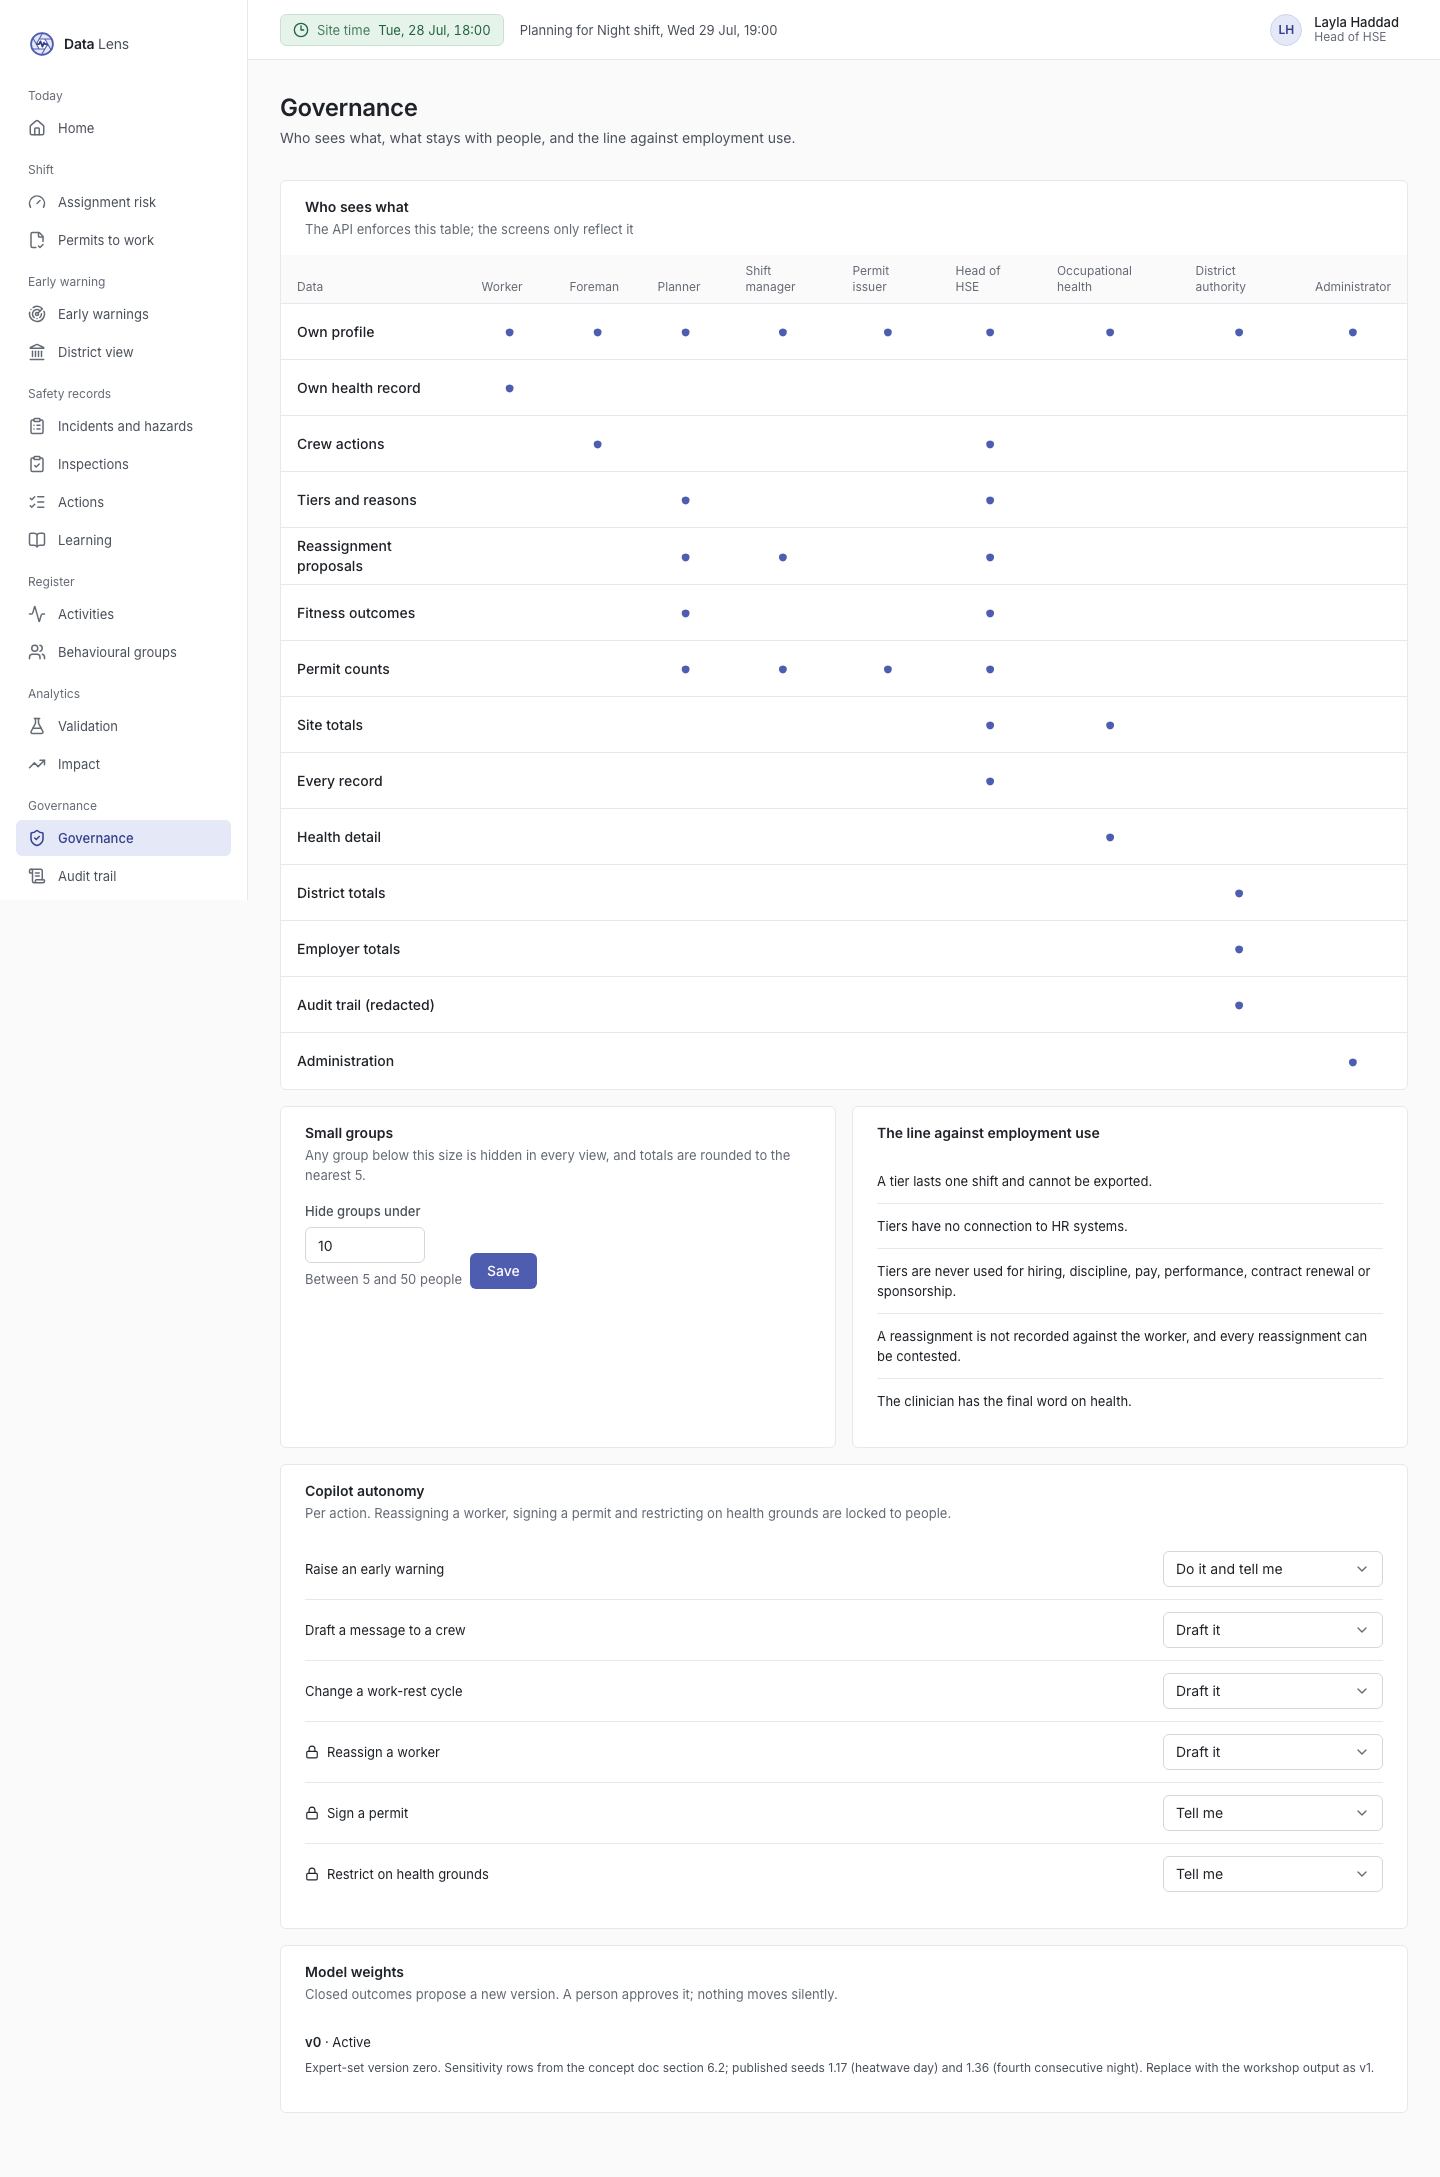 Data Lens
Today
Home
Shift
Assignment risk
Permits to work
Early warning
Early warnings
District view
Safety records
Incidents and hazards
Inspections
Actions
Learning
Register
Activities
Behavioural groups
Analytics
Validation
Impact
Governance
Governance
Audit trail
Site time Tue, 28 Jul, 18:00
Planning for Night shift, Wed 29 Jul, 19:00
LH
Layla Haddad
Head of HSE
Governance
Who sees what, what stays with people, and the line against employment use.
Who sees what
The API enforces this table; the screens only reflect it
Data
Worker
Foreman
Planner
Shift
manager
Permit
issuer
Head of
HSE
Occupational
health
District
authority
Administrator
Own profile
Own health record
Crew actions
Tiers and reasons
Reassignment
proposals
Fitness outcomes
Permit counts
Site totals
Every record
Health detail
District totals
Employer totals
Audit trail (redacted)
Administration
Small groups
Any group below this size is hidden in every view, and totals are rounded to the
nearest 5.
Hide groups under
10
Between 5 and 50 people
Save
The line against employment use
A tier lasts one shift and cannot be exported.
Tiers have no connection to HR systems.
Tiers are never used for hiring, discipline, pay, performance, contract renewal or
sponsorship.
A reassignment is not recorded against the worker, and every reassignment can
be contested.
The clinician has the final word on health.
Copilot autonomy
Per action. Reassigning a worker, signing a permit and restricting on health grounds are locked to people.
Raise an early warning
Do it and tell me
Draft a message to a crew
Draft it
Change a work-rest cycle
Draft it
Reassign a worker
Draft it
Sign a permit
Tell me
Restrict on health grounds
Tell me
Model weights
Closed outcomes propose a new version. A person approves it; nothing moves silently.
v0 · Active
Expert-set version zero. Sensitivity rows from the concept doc section 6.2; published seeds 1.17 (heatwave day) and 1.36 (fourth consecutive night). Replace with the workshop output as v1.